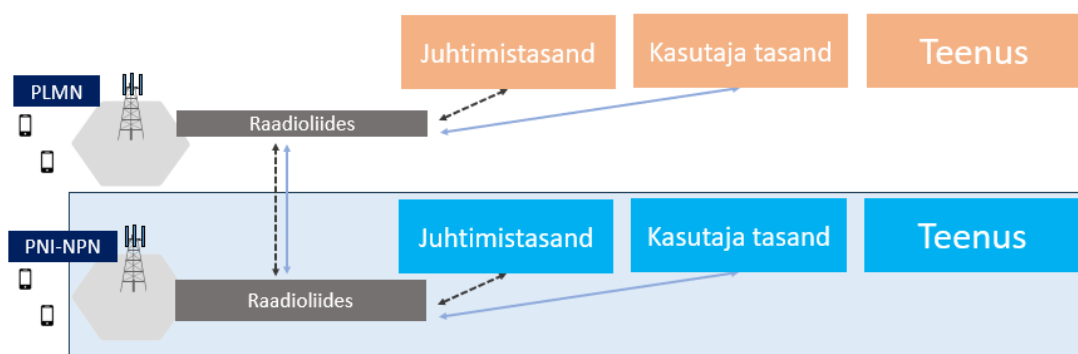 Juhtimistasand
Kasutaja tasand
Teenus
PLMN
Raadioliides
PNI-NPN
Juhtimistasand
Kasutaja tasand
Teenus
Raadioliides